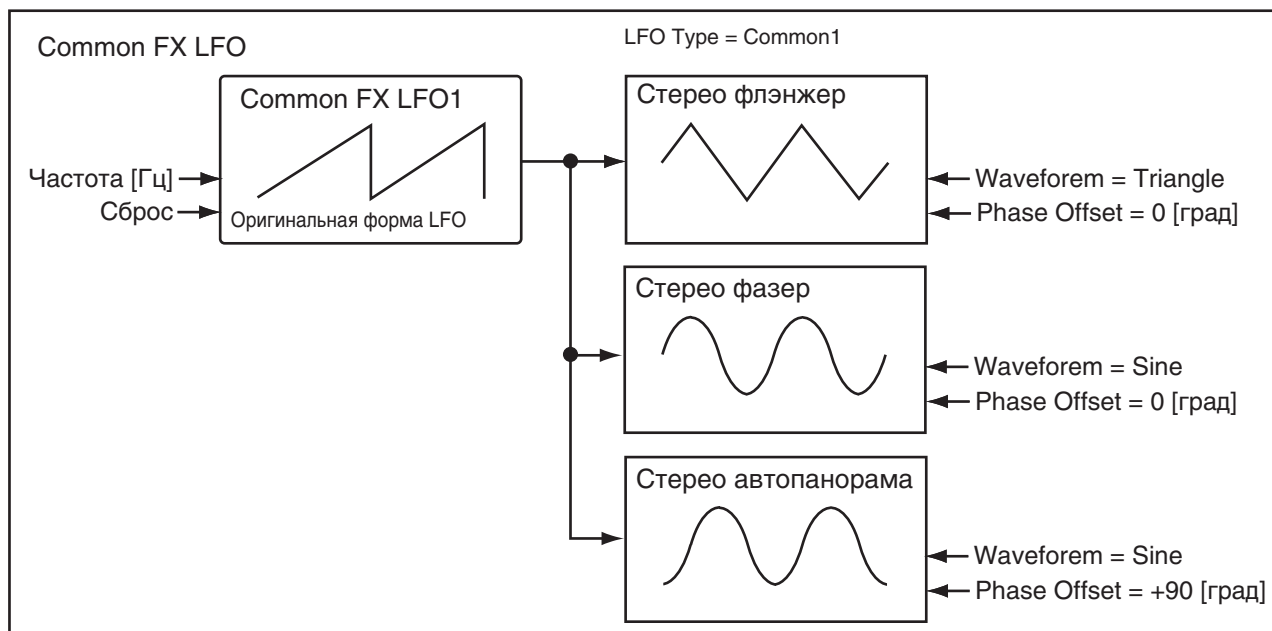 Common FX LFO
LFO Type = Common1
Common FX LFO1
Стерео флэнжер
Частота [Гц]
Сброс
Оригинальная форма LFO
Waveforem = Triangle
Phase Offset = 0 [град]
Стерео фазер
Waveforem = Sine
Phase Offset = 0 [град]
Стерео автопанорама
Waveforem = Sine
Phase Offset = +90 [град]